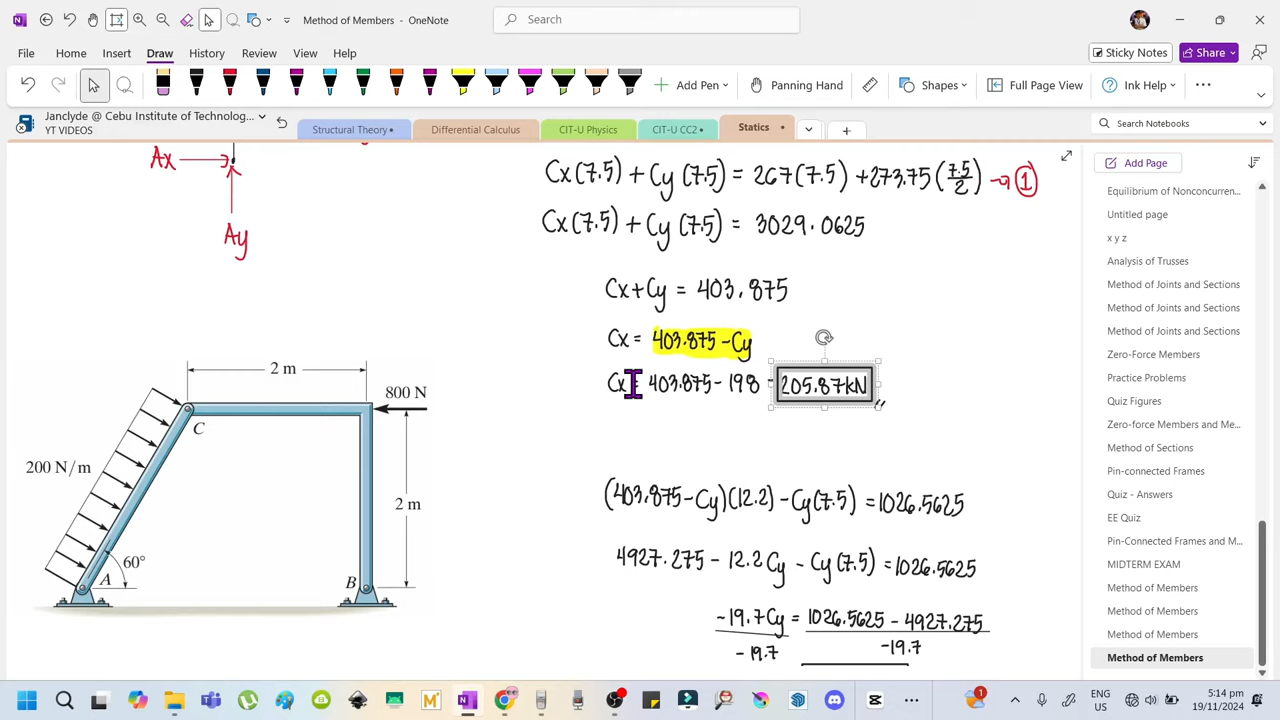 Method of Members - OneNote
Search
File Home Insert Draw History Review View Help
Sticky Notes
Share
Add Pen
Panning Hand
Shapes
Full Page View
Ink Help
Janclyde @ Cebu Institute of Technolog...
YT VIDEOS
Structural Theory
Differential Calculus
CIT-U Physics
CIT-U CC2
Statics
Search Notebooks
Add Page
Equilibrium of Nonconcurren...
Untitled page
x y z
Analysis of Trusses
Method of Joints and Sections
Method of Joints and Sections
Method of Joints and Sections
Zero-Force Members
Practice Problems
Quiz Figures
Zero-force Members and Me...
Method of Sections
Pin-connected Frames
Quiz - Answers
EE Quiz
Pin-Connected Frames and M...
MIDTERM EXAM
Method of Members
Method of Members
Method of Members
Method of Members
Ax
Ay
Cx(7.5) + Cy(7.5) = 267(7.5) + 273.75(7.5/2) → ①
Cx(7.5) + Cy(7.5) = 3029.0625
Cx + Cy = 403.875
Cx = 403.875 - Cy
Cx = 403.875 - 198 = 205.87kN
(403.875 - Cy)(12.2) - Cy(7.5) = 1026.5625
4927.275 - 12.2Cy - Cy(7.5) = 1026.5625
-19.7Cy = 1026.5625 - 4927.275
-19.7 -19.7
2 m
800 N
C
200 N/m
2 m
60°
A
B
ENG
US
5:14 pm
19/11/2024
1